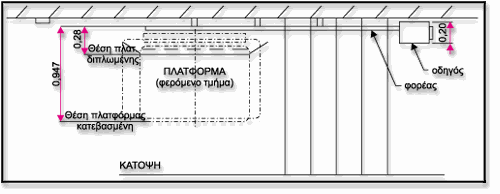 0,28
0,20
Θέση πλατ.
διπλωμένης
0,947
ΠΛΑΤΦΟΡΜΑ
(φερόμενο τμήμα)
οδηγός
φορέας
Θέση πλατφόρμας
κατεβασμένη
ΚΑΤΟΨΗ